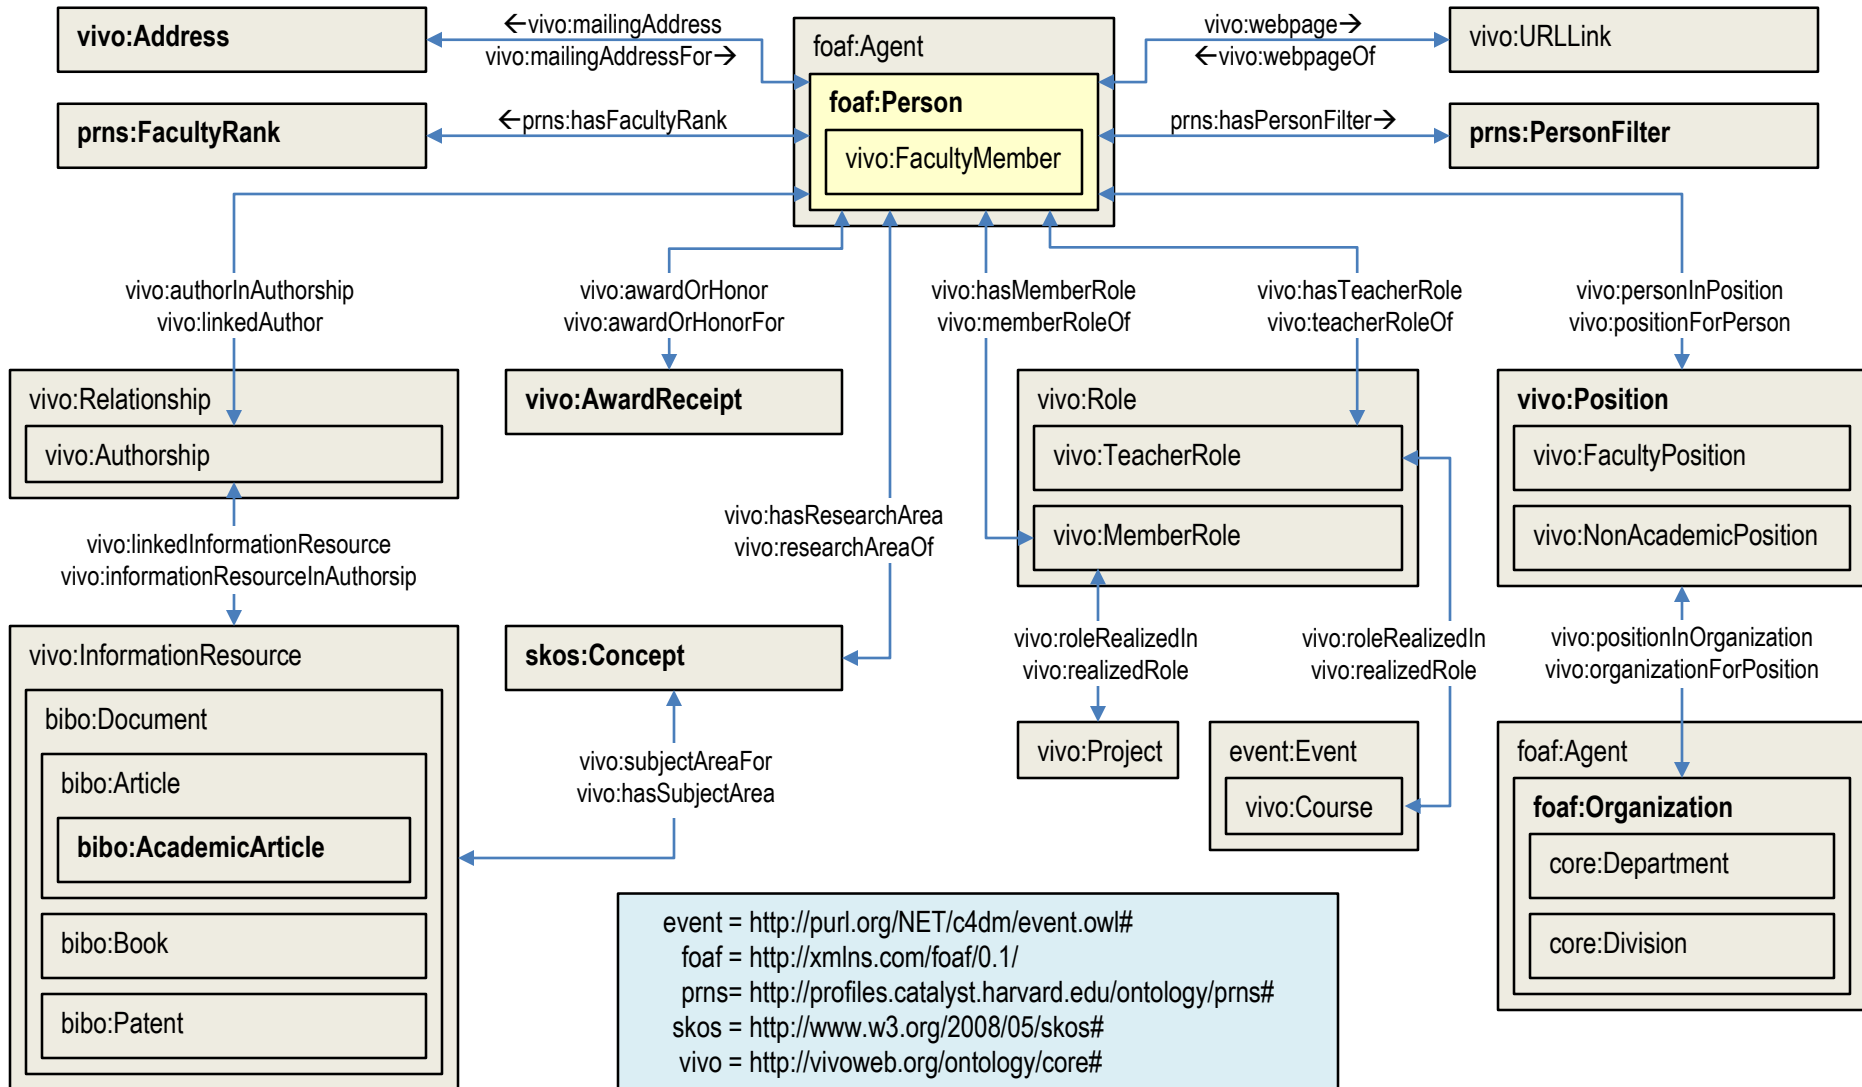 vivo:Address
←vivo:mailingAddress
vivo:mailingAddressFor→
foaf:Agent
vivo:webpage→
←vivo:webpageOf
vivo:URLLink
foaf:Person
prns:FacultyRank
←prns:hasFacultyRank
vivo:FacultyMember
prns:hasPersonFilter→
prns:PersonFilter
vivo:authorInAuthorship
vivo:linkedAuthor
vivo:awardOrHonor
vivo:awardOrHonorFor
vivo:hasMemberRole
vivo:memberRoleOf
vivo:hasTeacherRole
vivo:teacherRoleOf
vivo:personInPosition
vivo:positionForPerson
vivo:Relationship
vivo:Authorship
vivo:AwardReceipt
vivo:Role
vivo:TeacherRole
vivo:MemberRole
vivo:Position
vivo:FacultyPosition
vivo:NonAcademicPosition
vivo:hasResearchArea
vivo:researchAreaOf
vivo:linkedInformationResource
vivo:informationResourceInAuthorsip
vivo:roleRealizedIn
vivo:realizedRole
vivo:roleRealizedIn
vivo:realizedRole
vivo:positionInOrganization
vivo:organizationForPosition
vivo:InformationResource
bibo:Document
bibo:Article
bibo:AcademicArticle
bibo:Book
bibo:Patent
skos:Concept
vivo:subjectAreaFor
vivo:hasSubjectArea
vivo:Project
event:Event
vivo:Course
foaf:Agent
foaf:Organization
core:Department
core:Division
event = http://purl.org/NET/c4dm/event.owl#
foaf = http://xmlns.com/foaf/0.1/
prns= http://profiles.catalyst.harvard.edu/ontology/prns#
skos = http://www.w3.org/2008/05/skos#
vivo = http://vivoweb.org/ontology/core#